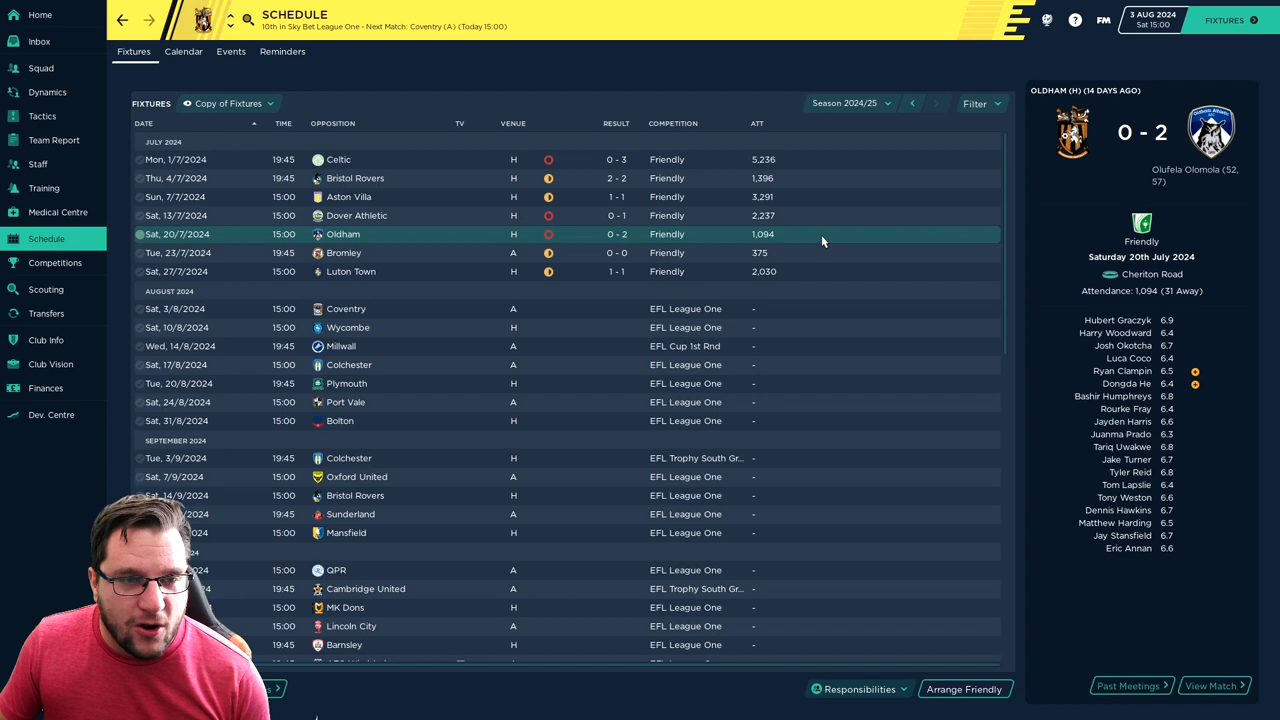 Home
Inbox
Squad
Dynamics
Tactics
Team Report
Staff
Training
Medical Centre
Schedule
Competitions
Scouting
Transfers
Club Info
Club Vision
Finances
Dev. Centre
SCHEDULE
10th in Sky Bet League One - Next Match: Coventry (A) (Today 15:00)
FM
3 AUG 2024
Sat 15:00
FIXTURES
Fixtures Calendar Events Reminders
FIXTURES Copy of Fixtures Season 2024/25 Filter
DATE TIME OPPOSITION TV VENUE RESULT COMPETITION ATT
JULY 2024
Mon, 1/7/2024 19:45 Celtic H 0 - 3 Friendly 5,236
Thu, 4/7/2024 19:45 Bristol Rovers H 2 - 2 Friendly 1,396
Sun, 7/7/2024 15:00 Aston Villa H 1 - 1 Friendly 3,291
Sat, 13/7/2024 15:00 Dover Athletic H 0 - 1 Friendly 2,237
Sat, 20/7/2024 15:00 Oldham H 0 - 2 Friendly 1,094
Tue, 23/7/2024 19:45 Bromley A 0 - 0 Friendly 375
Sat, 27/7/2024 15:00 Luton Town H 1 - 1 Friendly 2,030
AUGUST 2024
Sat, 3/8/2024 15:00 Coventry A EFL League One -
Sat, 10/8/2024 15:00 Wycombe H EFL League One -
Wed, 14/8/2024 19:45 Millwall A EFL Cup 1st Rnd -
Sat, 17/8/2024 15:00 Colchester A EFL League One -
Tue, 20/8/2024 19:45 Plymouth H EFL League One -
Sat, 24/8/2024 15:00 Port Vale A EFL League One -
Sat, 31/8/2024 15:00 Bolton H EFL League One -
SEPTEMBER 2024
Tue, 3/9/2024 19:45 Colchester H EFL Trophy South Gr... -
Sat, 7/9/2024 15:00 Oxford United A EFL League One -
Sat, 14/9/2024 15:00 Bristol Rovers H EFL League One -
/9/2024 19:45 Sunderland A EFL League One -
/9/2024 15:00 Mansfield H EFL League One -
15:00 QPR A EFL League One -
19:45 Cambridge United A EFL Trophy South Gr... -
15:00 MK Dons H EFL League One -
15:00 Lincoln City A EFL League One -
19:45 Barnsley H EFL League One -
Responsibilities Arrange Friendly
OLDHAM (H) (14 DAYS AGO)
0 - 2
Olufela Olomola (52,
57)
Friendly
Saturday 20th July 2024
Cheriton Road
Attendance: 1,094 (31 Away)
Hubert Graczyk 6.9
Harry Woodward 6.4
Josh Okotcha 6.7
Luca Coco 6.4
Ryan Clampin 6.5
Dongda He 6.4
Bashir Humphreys 6.8
Rourke Fray 6.4
Jayden Harris 6.6
Juanma Prado 6.3
Tariq Uwakwe 6.8
Jake Turner 6.7
Tyler Reid 6.8
Tom Lapslie 6.4
Tony Weston 6.6
Dennis Hawkins 6.7
Matthew Harding 6.5
Jay Stansfield 6.7
Eric Annan 6.6
Past Meetings View Match